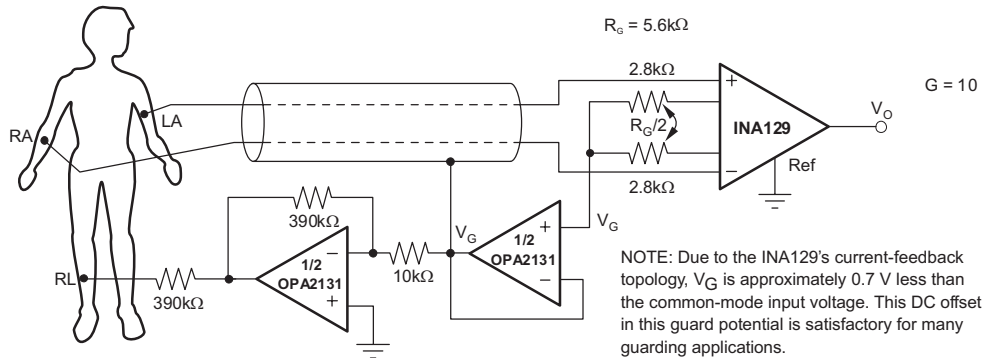 R_G = 5.6kΩ
2.8kΩ
G = 10
+
LA
RA
V_O
R_G/2
INA129
Ref
−
2.8kΩ
390kΩ
V_G
+
V_G
−
1/2
OPA2131
10kΩ
1/2
OPA2131
−
RL
390kΩ
+
NOTE: Due to the INA129's current-feedback
topology, V_G is approximately 0.7 V less than
the common-mode input voltage. This DC offset
in this guard potential is satisfactory for many
guarding applications.